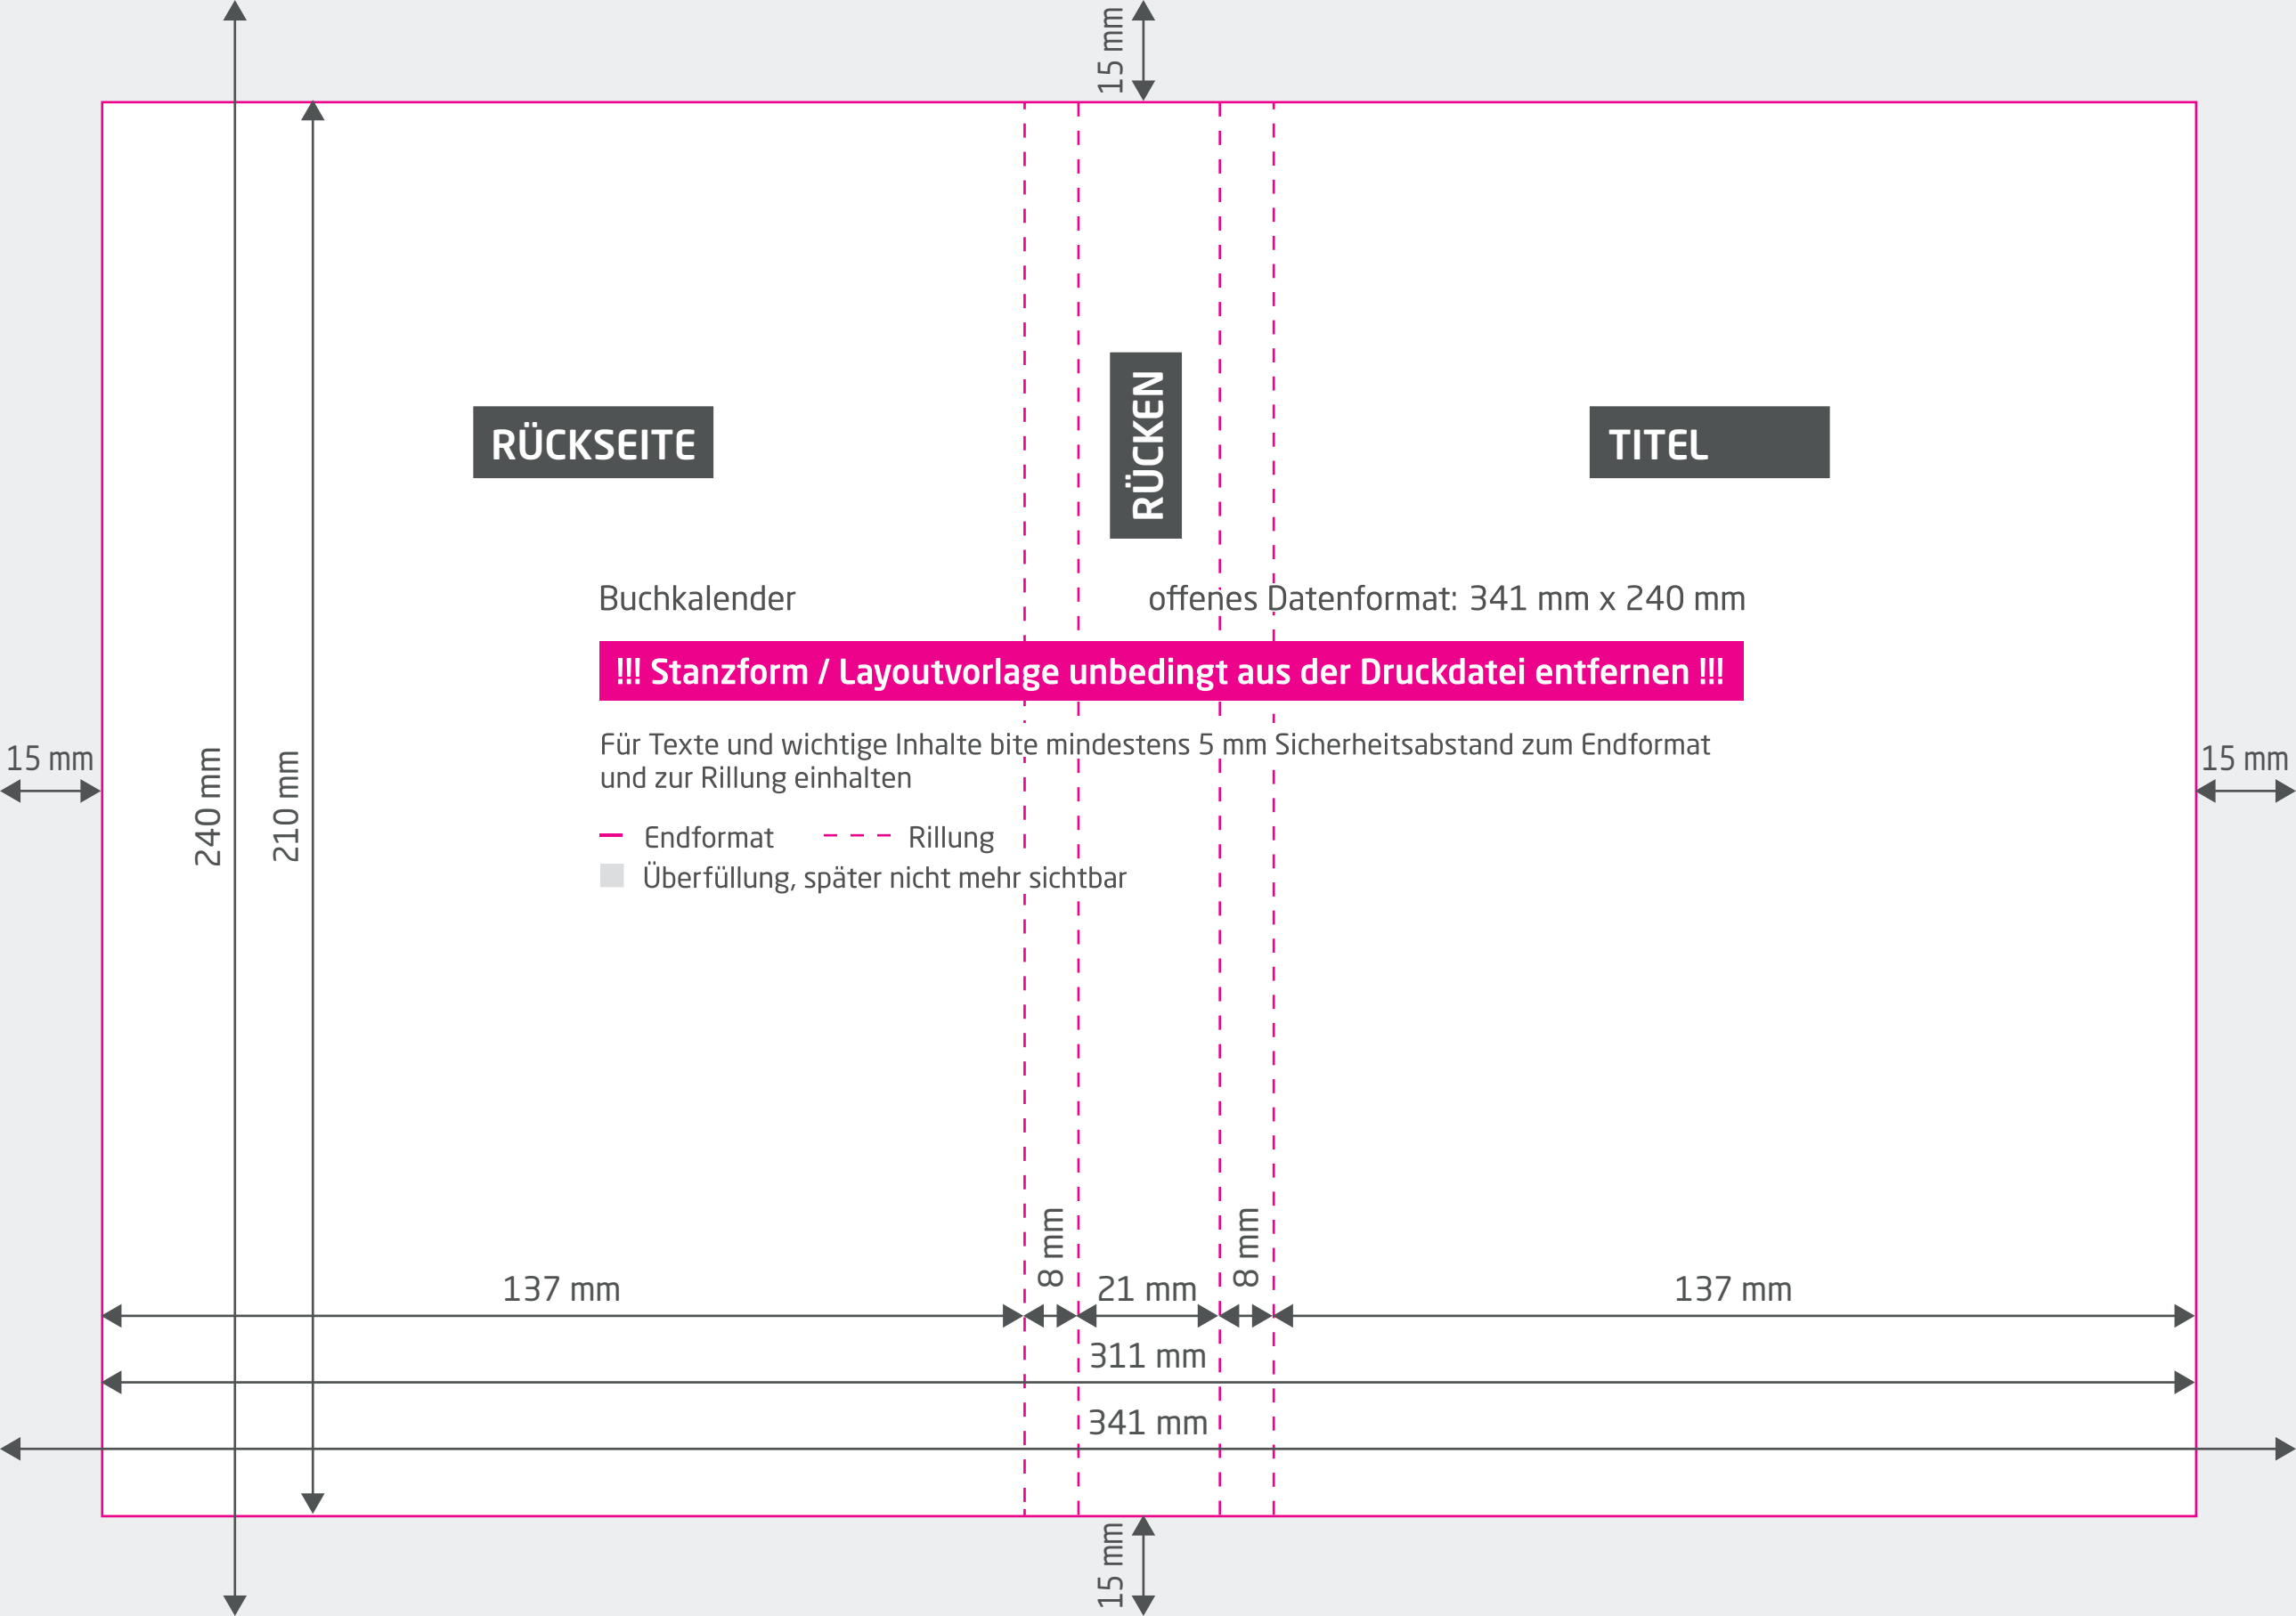 15 mm
RÜCKSEITE
RÜCKEN
TITEL
Buchkalender
offenes Datenformat: 341 mm x 240 mm
!!! Stanzform / Layoutvorlage unbedingt aus der Druckdatei entfernen !!!
Für Texte und wichtige Inhalte bite mindestens 5 mm Sicherheitsabstand zum Endformat
und zur Rillung einhalten
15 mm
240 mm
210 mm
15 mm
Endformat
Rillung
Überfüllung, später nicht mehr sichtbar
137 mm
8 mm
21 mm
8 mm
137 mm
311 mm
341 mm
15 mm